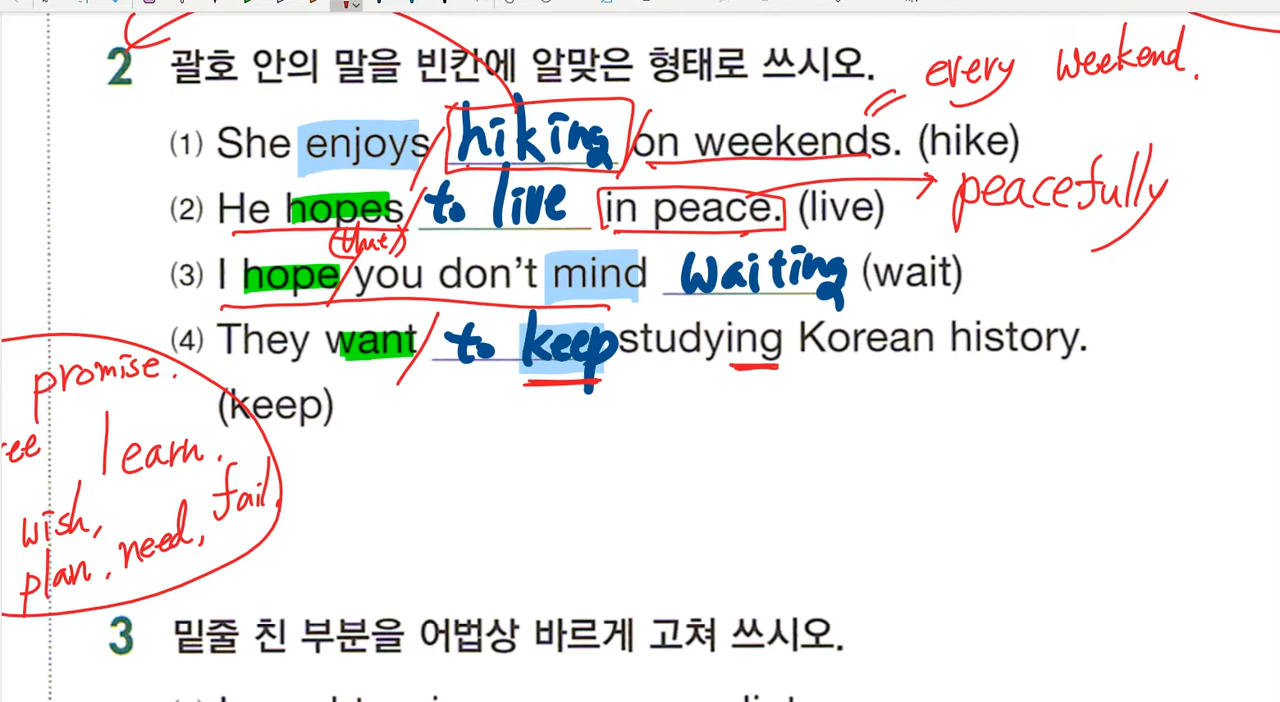 2 괄호 안의 말을 빈칸에 알맞은 형태로 쓰시오.
every weekend.
(1) She enjoys hiking on weekends. (hike)
(2) He hopes to live in peace. (live)
peacefully
(that)
(3) I hope you don't mind waiting (wait)
(4) They want to keep studying Korean history.
(keep)
promise.
learn.
wish,
fail.
plan, need,
3 밑줄 친 부분을 어법상 바르게 고쳐 쓰시오.